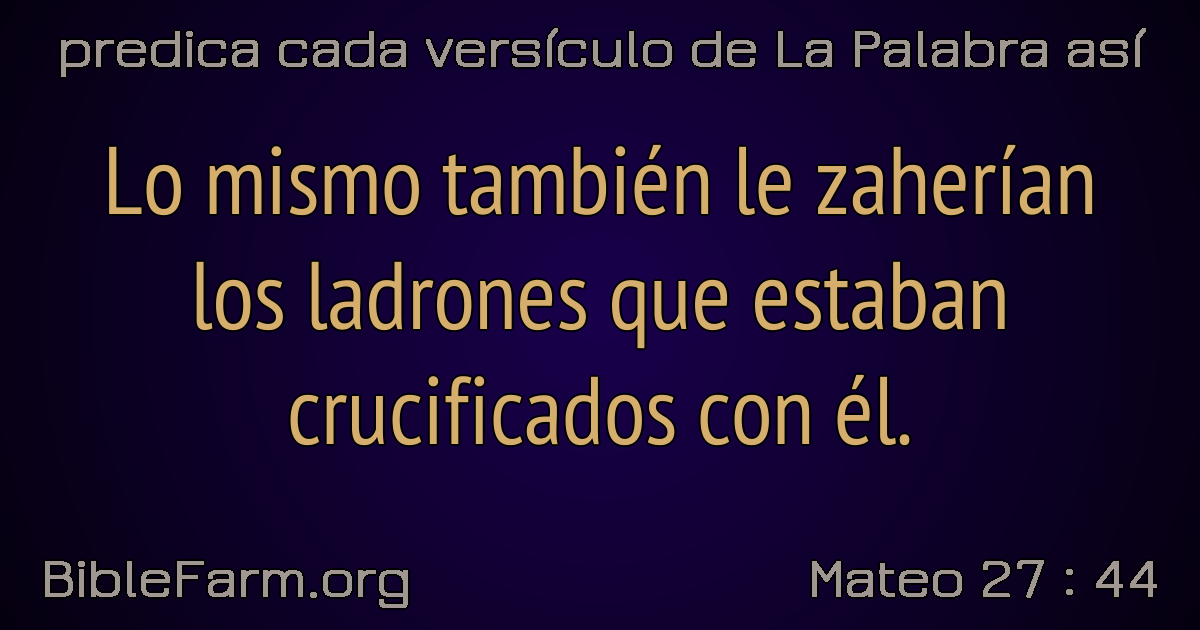 predica cada versículo de La Palabra así
Lo mismo también le zaherían
los ladrones que estaban
crucificados con él.
BibleFarm.org
Mateo 27 : 44